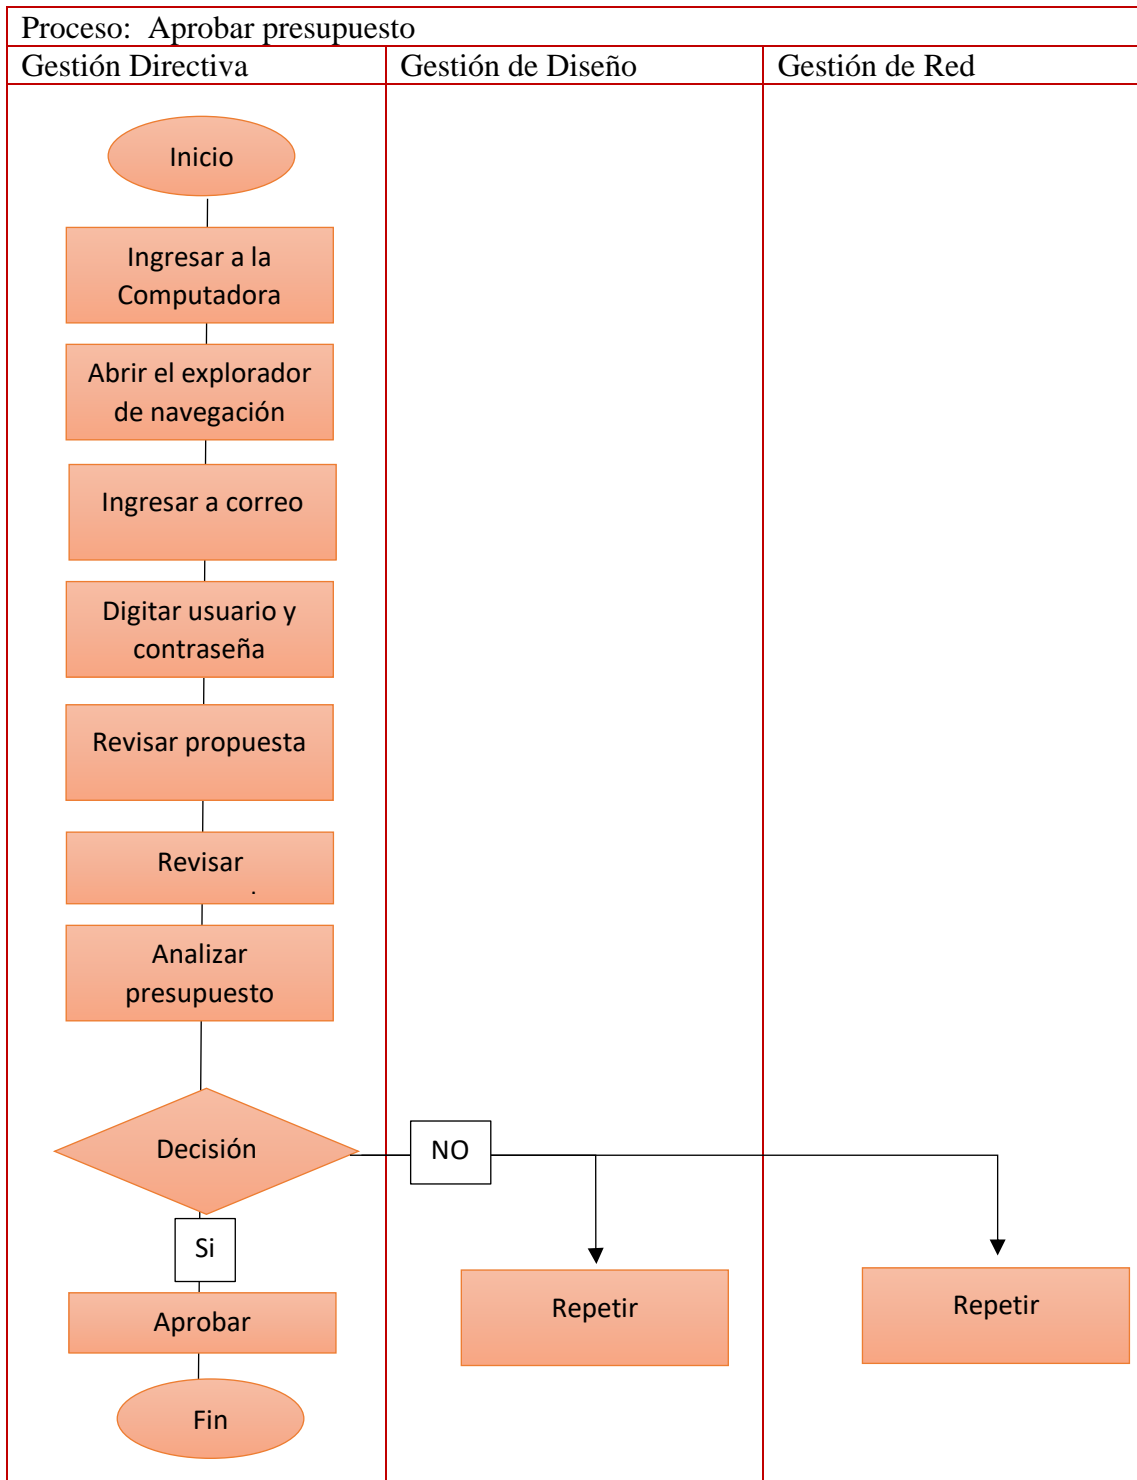 Proceso: Aprobar presupuesto
Gestión Directiva
Gestión de Diseño
Gestión de Red
Inicio
Ingresar a la
Computadora
Abrir el explorador
de navegación
Ingresar a correo
Digitar usuario y
contraseña
Revisar propuesta
Revisar
Analizar
presupuesto
Decisión
NO
Si
Repetir
Repetir
Aprobar
Fin